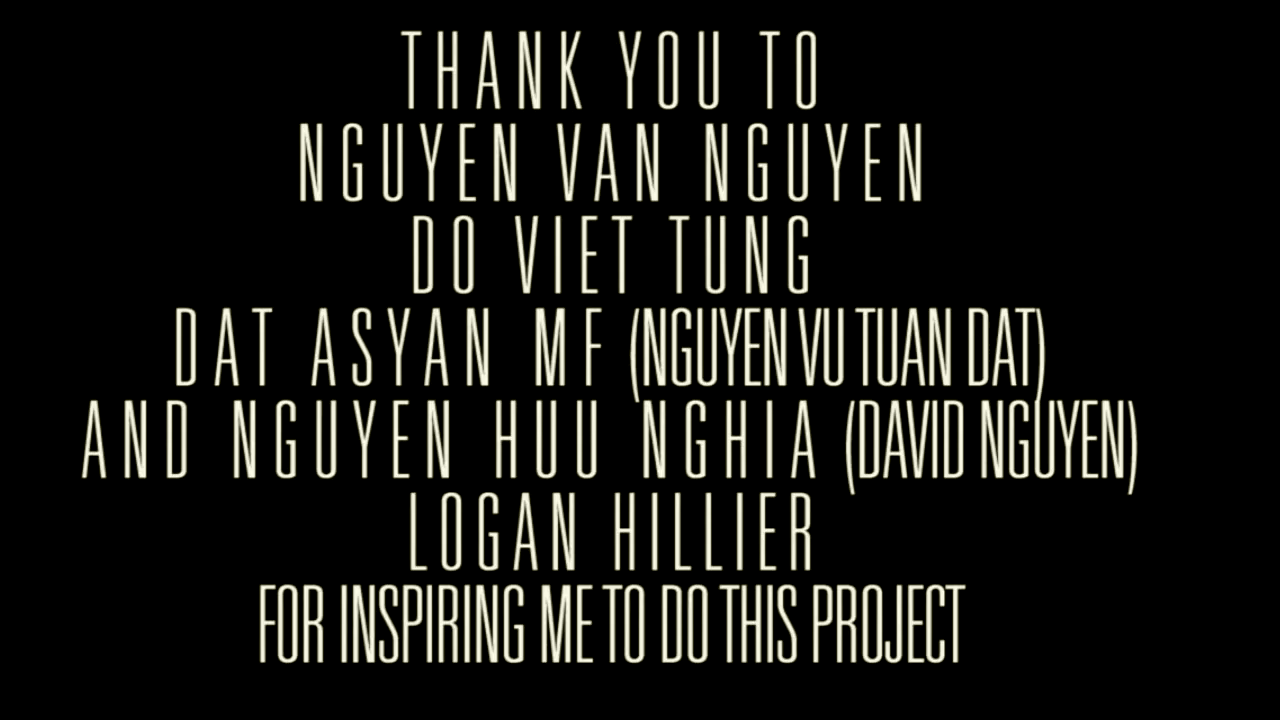 THANK YOU TO
NGUYEN VAN NGUYEN
DO VIET TUNG
DAT ASYAN MF (NGUYEN VU TUAN DAT)
AND NGUYEN HUU NGHIA (DAVID NGUYEN)
LOGAN HILLIER
FOR INSPIRING ME TO DO THIS PROJECT